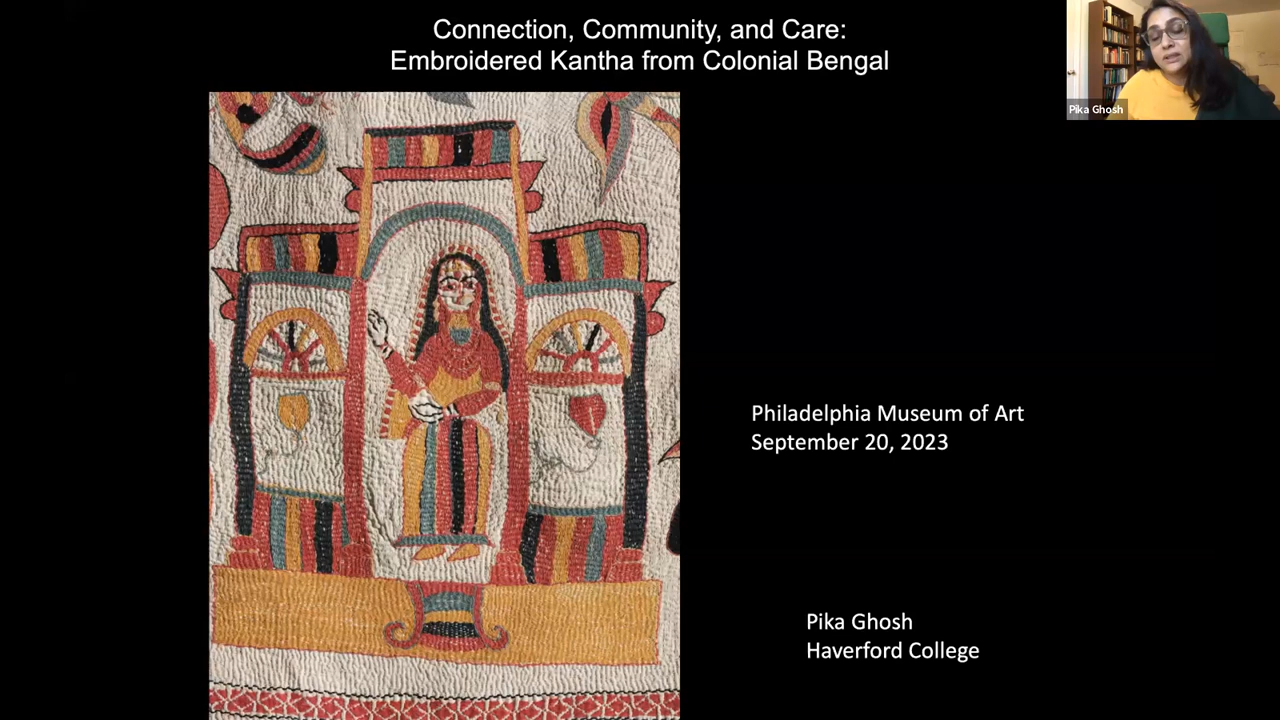 Connection, Community, and Care:
Embroidered Kantha from Colonial Bengal
Pika Ghosh
Philadelphia Museum of Art
September 20, 2023
Pika Ghosh
Haverford College